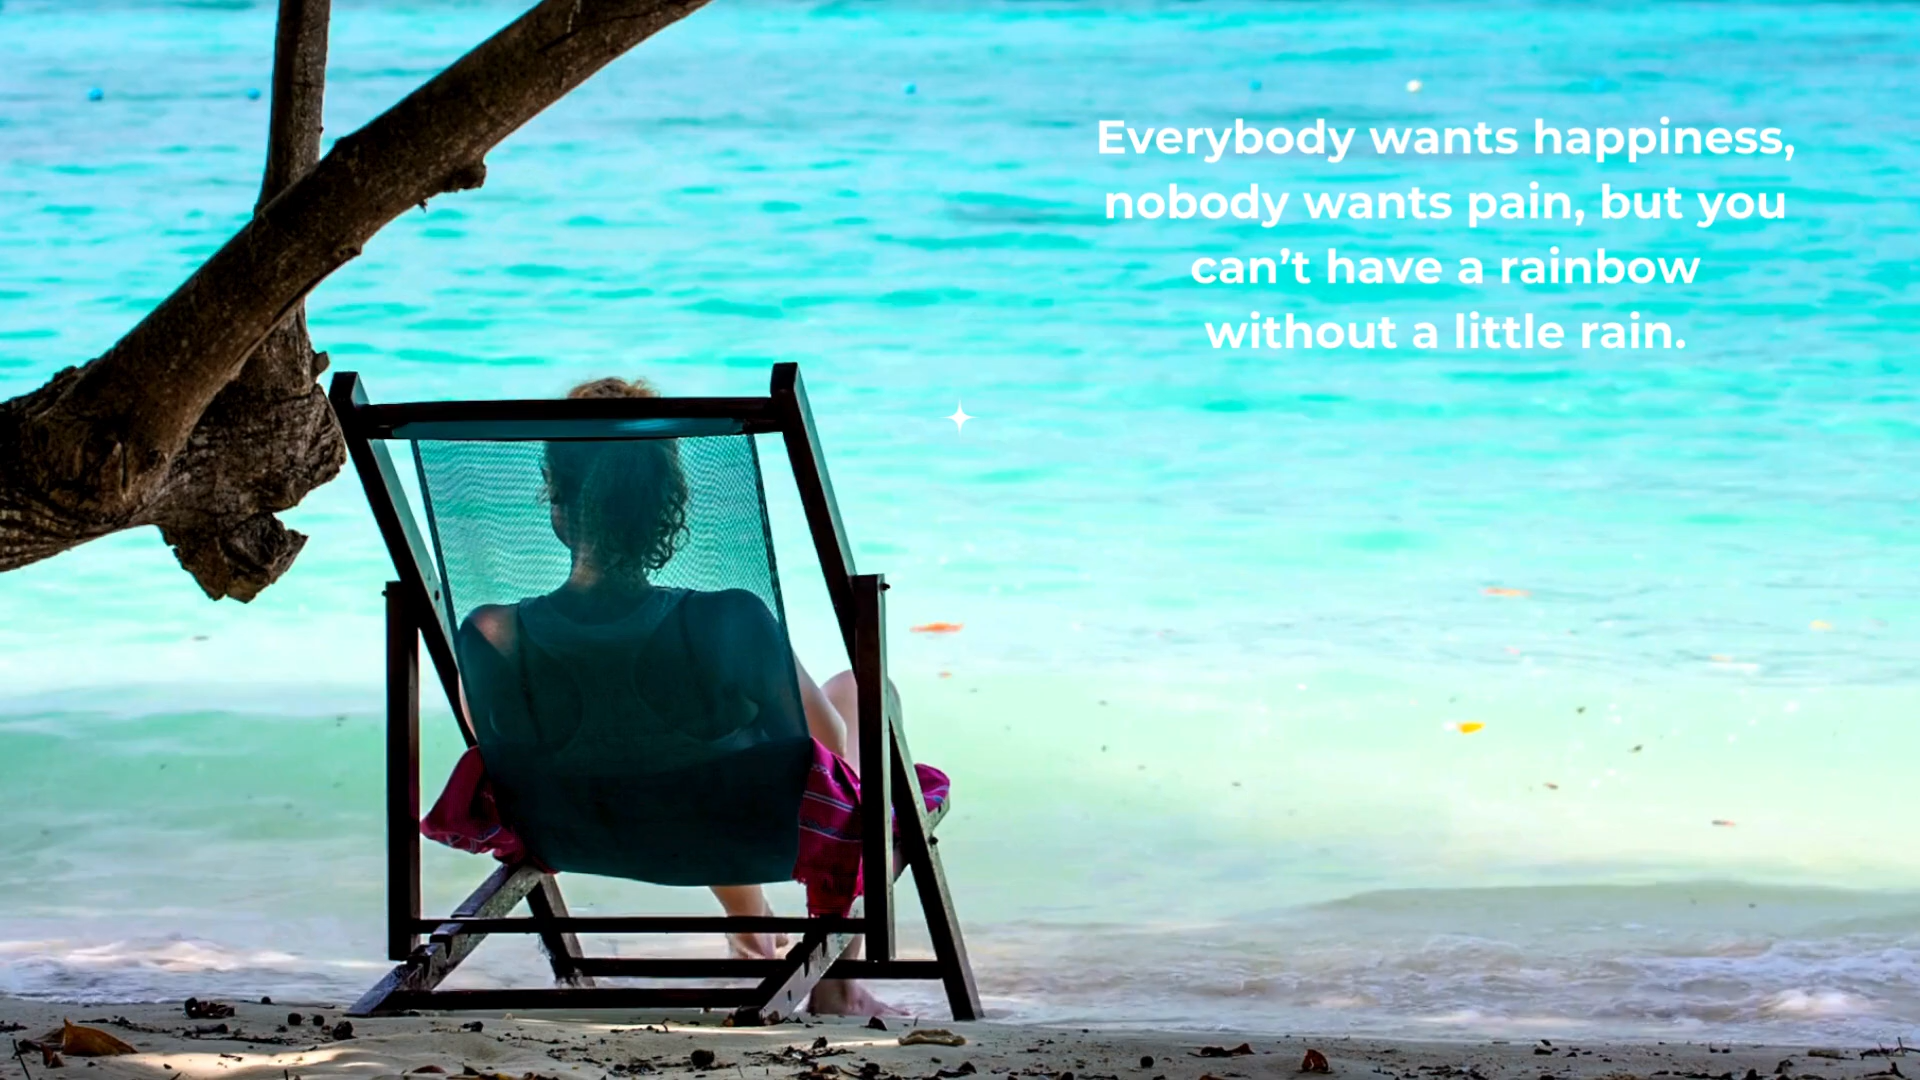 Everybody wants happiness,
nobody wants pain, but you
can’t have a rainbow
without a little rain.